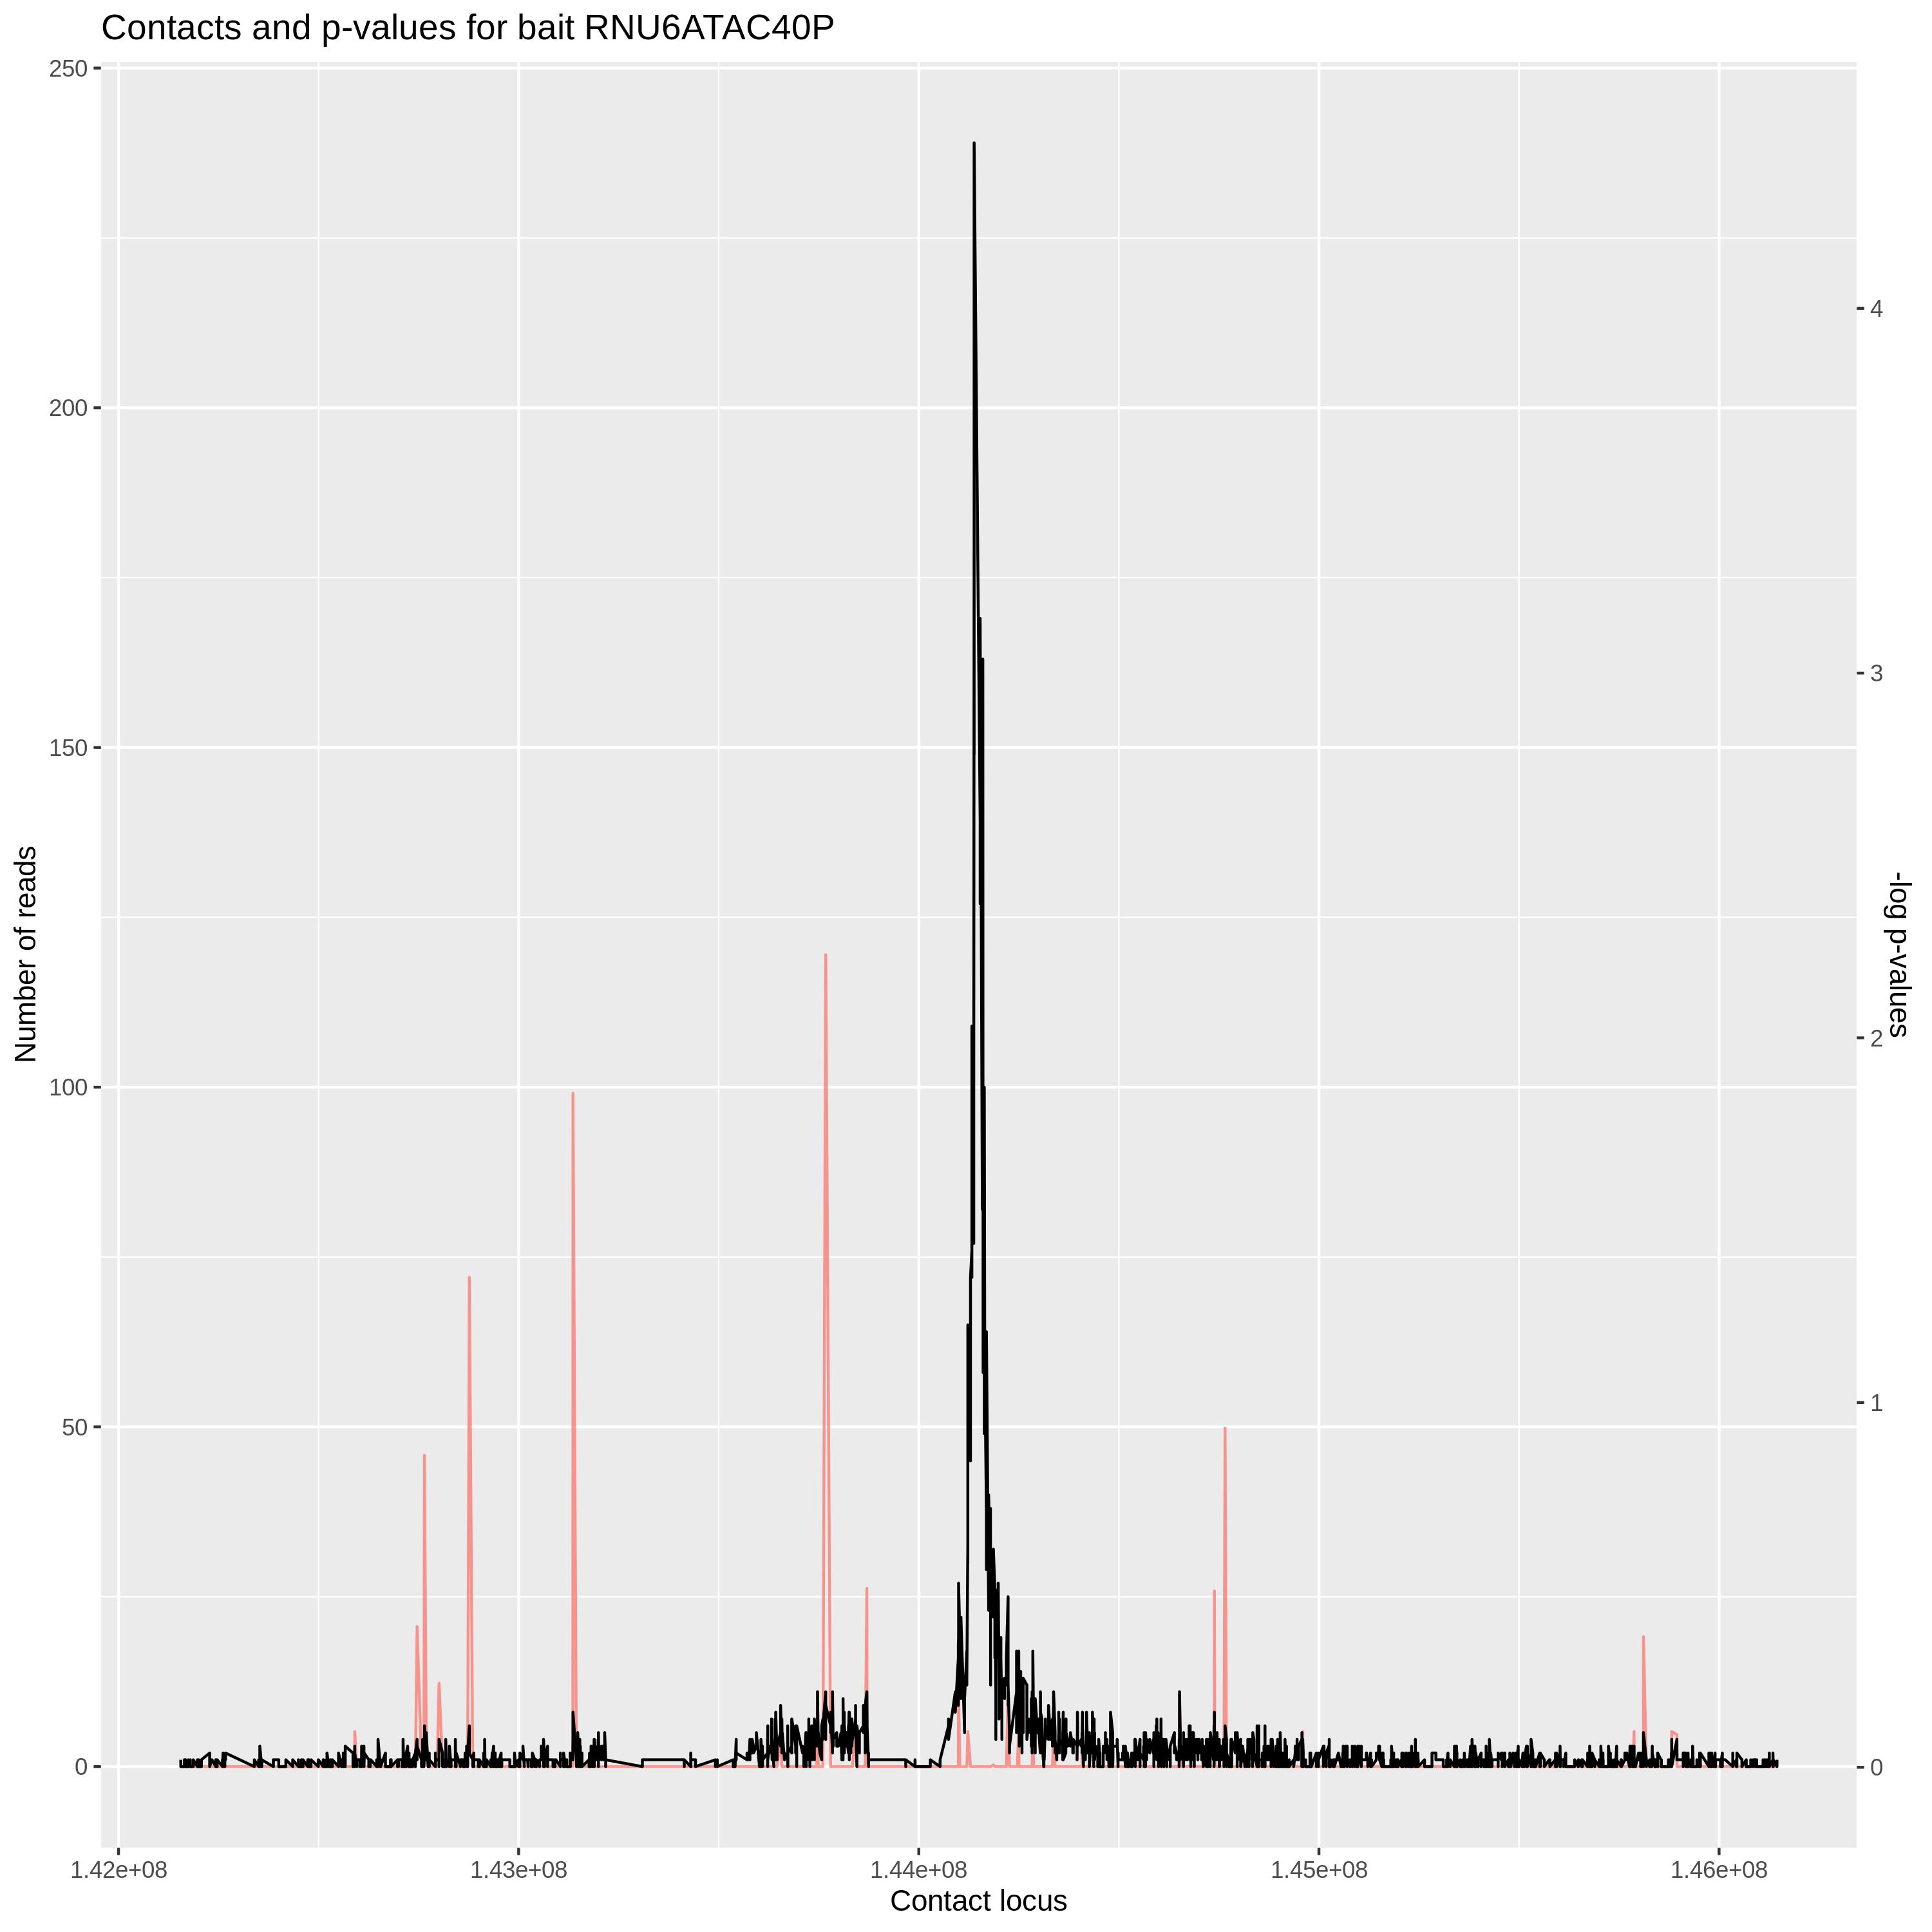 Contacts and p-values for bait RNU6ATAC40P
250
200
150
100
50
0
Number of reads
4
3
2
1
0
-log p-values
1.42e+08 1.43e+08 1.44e+08 1.45e+08 1.46e+08
Contact locus